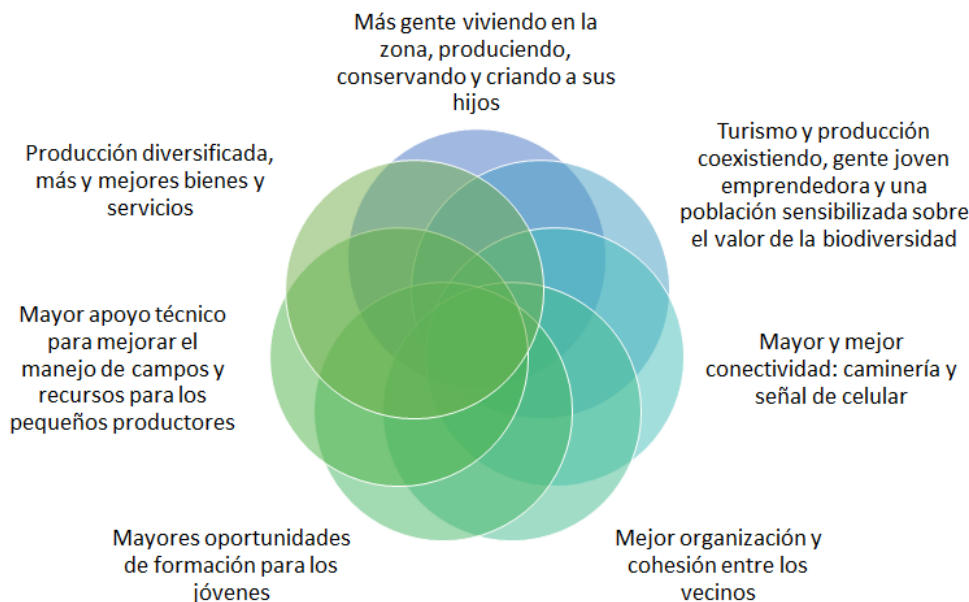 Más gente viviendo en la
zona, produciendo,
conservando y criando a sus
hijos
Turismo y producción
coexistiendo, gente joven
emprendedora y una
población sensibilizada sobre
el valor de la biodiversidad
Mayor y mejor
conectividad: caminería y
señal de celular
Mejor organización y
cohesión entre los
vecinos
Mayores oportunidades
de formación para los
jóvenes
Mayor apoyo técnico
para mejorar el
manejo de campos y
recursos para los
pequeños productores
Producción diversificada,
más y mejores bienes y
servicios